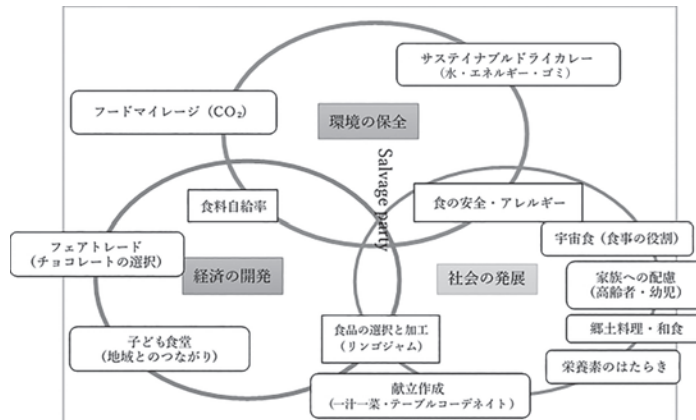 サステイナブルドライカレー
(水・エネルギー・ゴミ)
フードマイレージ（CO₂）
環境の保全
Salvage party
食料自給率
食の安全・アレルギー
フェアトレード
(チョコレートの選択)
経済の開発
社会の発展
宇宙食 (食事の役割)
家族への配慮
(高齢者・幼児)
郷土料理・和食
栄養素のはたらき
子ども食堂
(地域とのつながり)
食品の選択と加工
(リンゴジャム)
献立作成
(一汁一菜・テーブルコーデネイト)